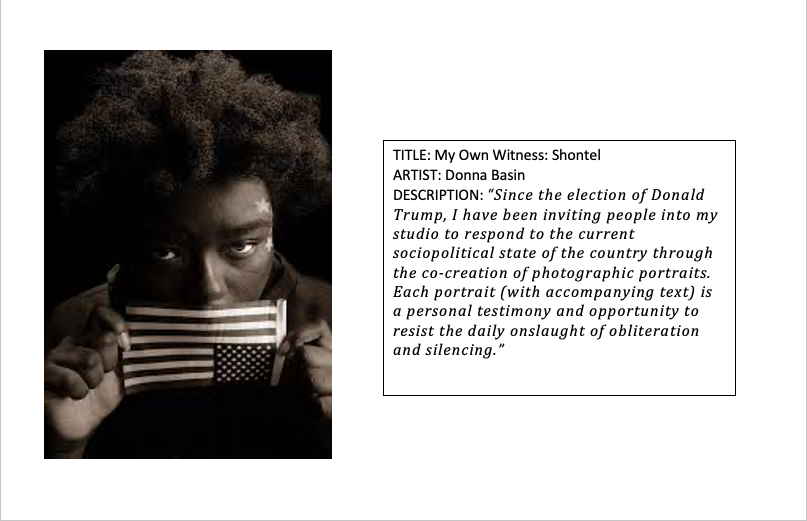 TITLE: My Own Witness: Shontel
ARTIST: Donna Basin
DESCRIPTION: “Since the election of Donald
Trump, I have been inviting people into my
studio to respond to the current
sociopolitical state of the country through
the co-creation of photographic portraits.
Each portrait (with accompanying text) is
a personal testimony and opportunity to
resist the daily onslaught of obliteration
and silencing.”